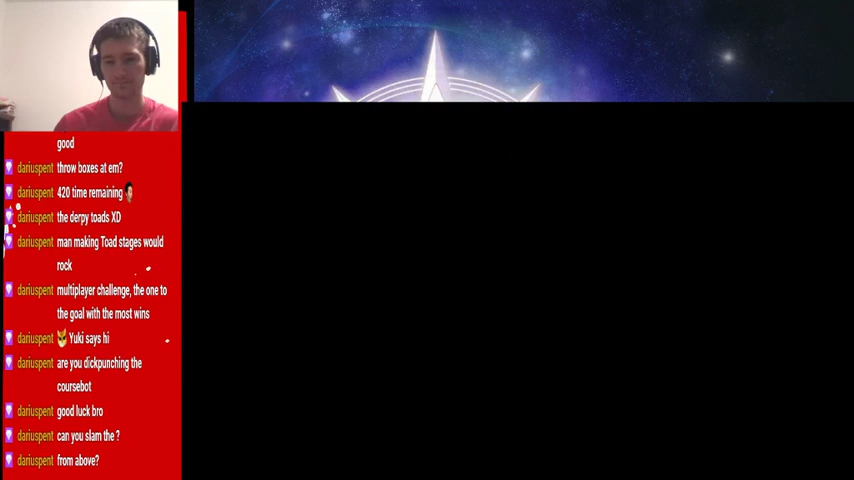 good
dariuspent throw boxes at em?
dariuspent 420 time remaining
dariuspent the derpy toads XD
dariuspent man making Toad stages would
rock
dariuspent multiplayer challenge, the one to
the goal with the most wins
dariuspent Yuki says hi
dariuspent are you dickpunching the
coursebot
dariuspent good luck bro
dariuspent can you slam the ?
dariuspent from above?